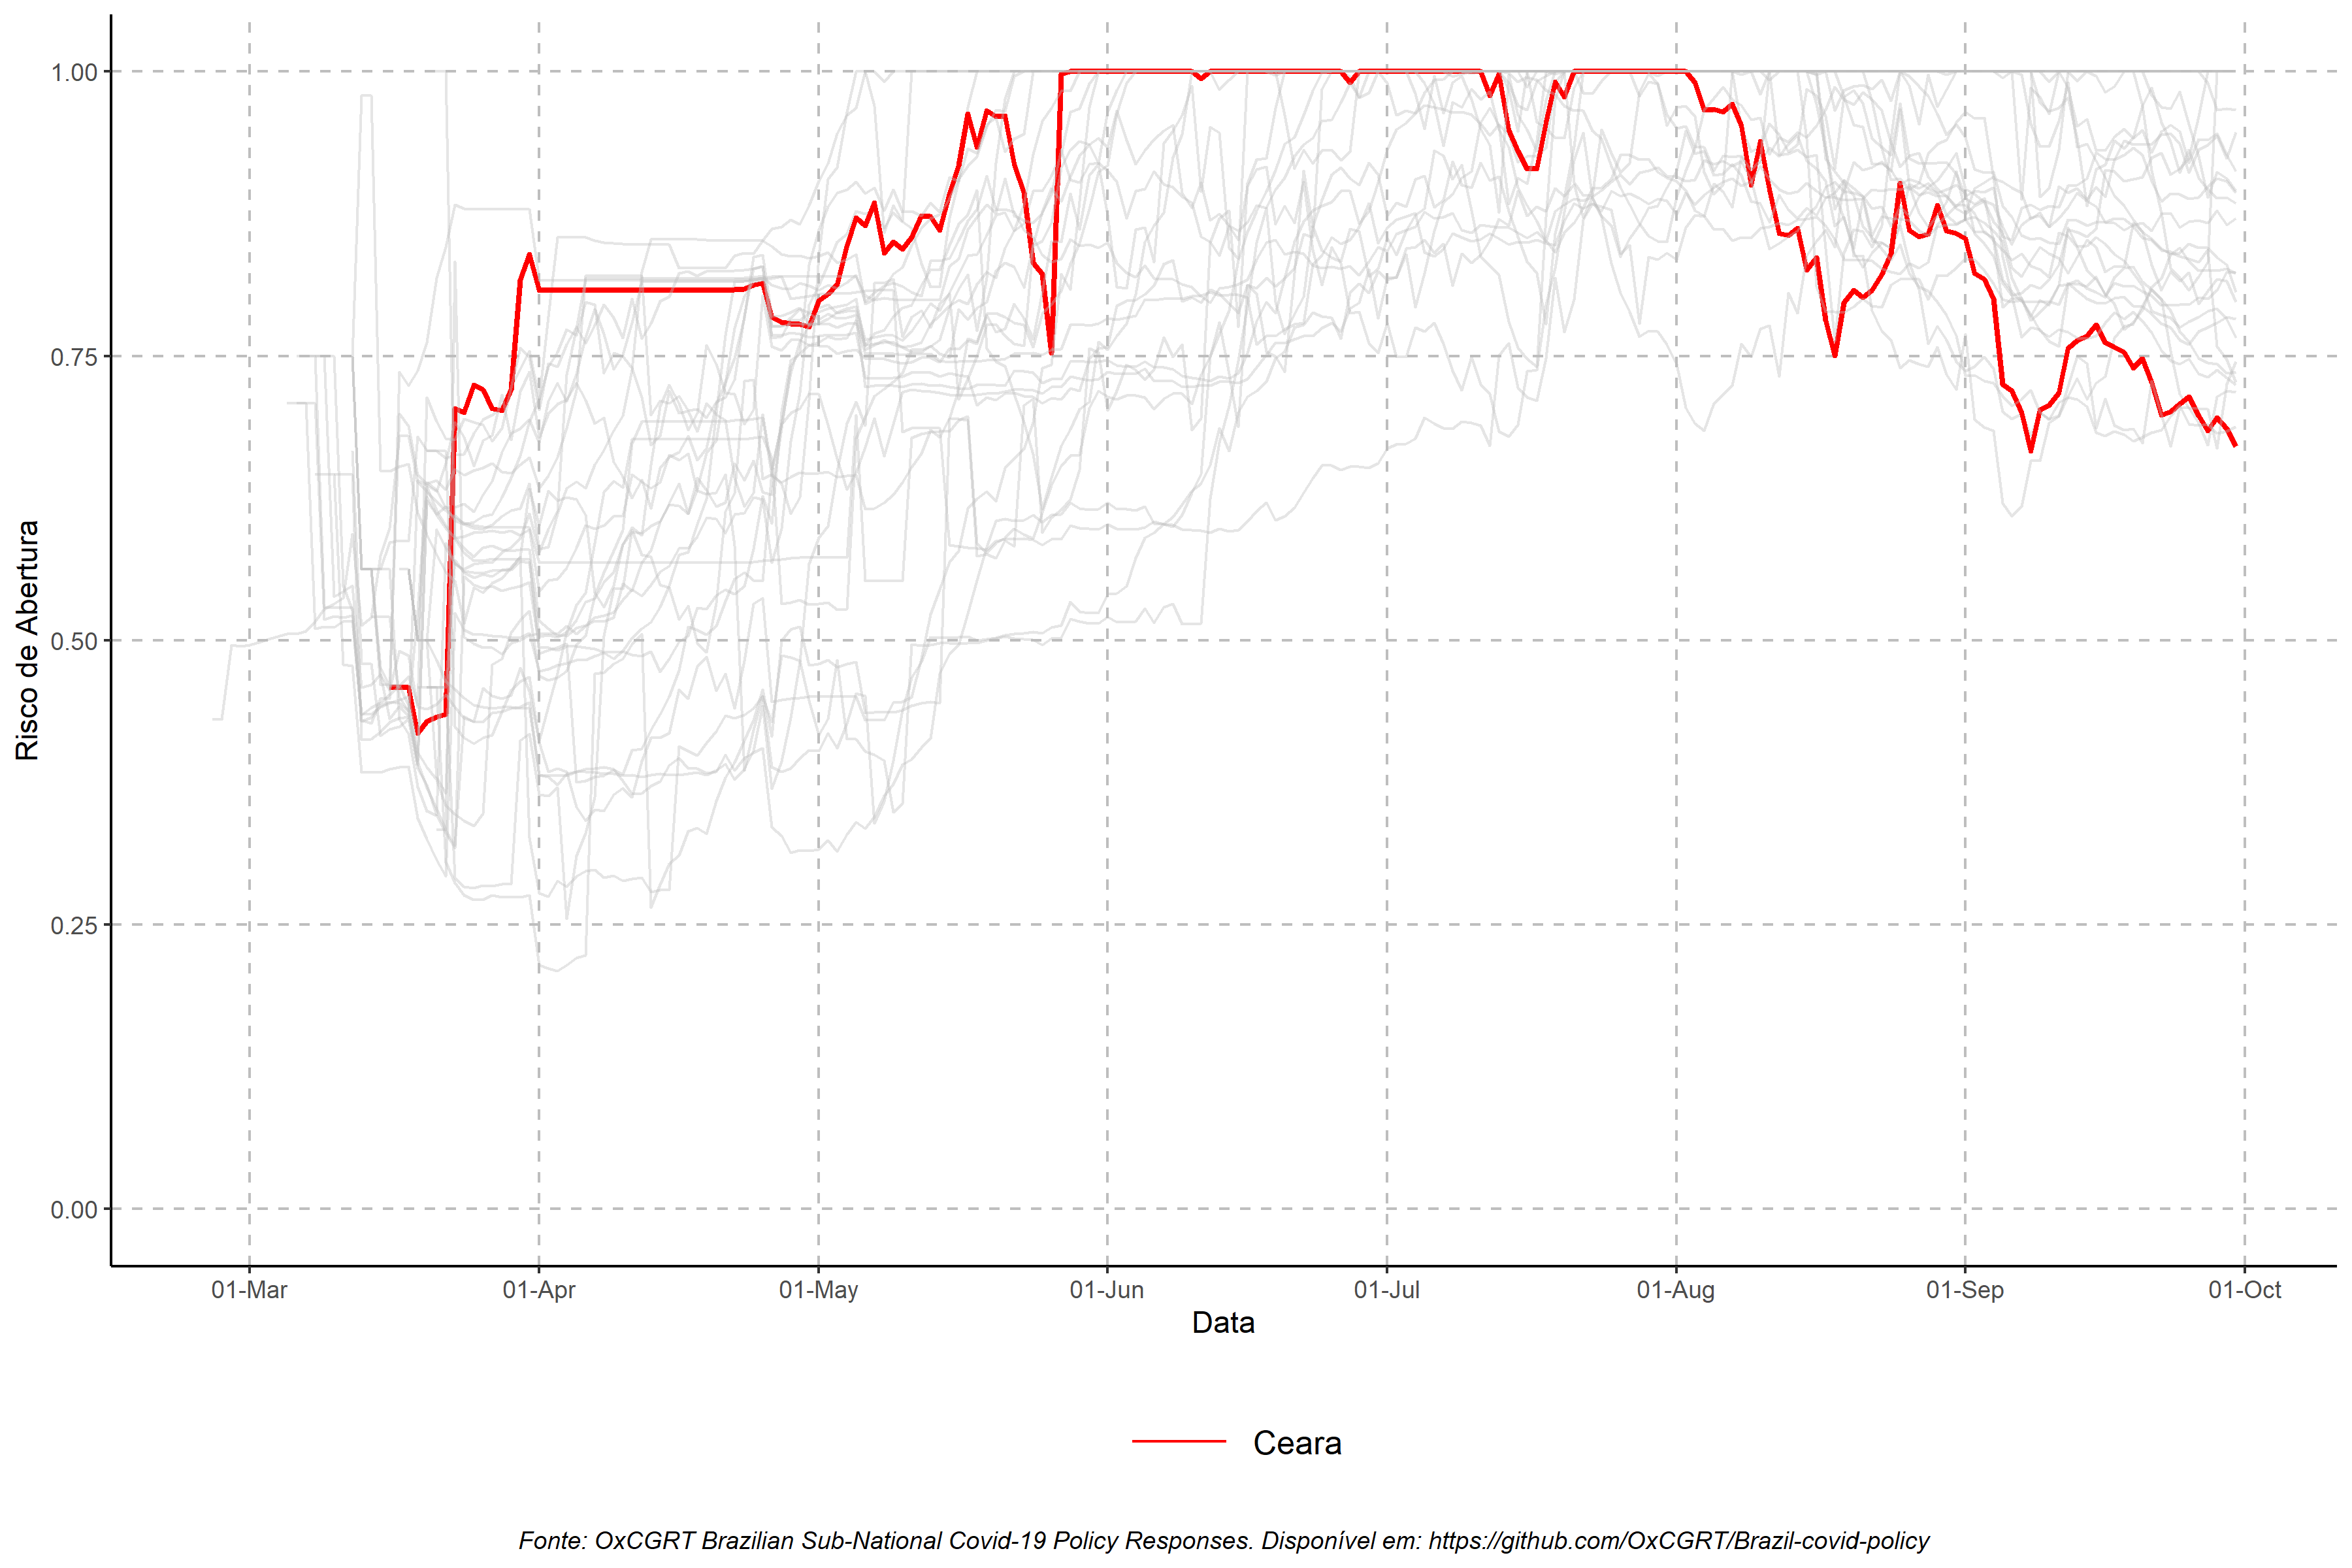 1.00
0.75
0.50
0.25
0.00
Risco de Abertura
01-Mar 01-Apr 01-May 01-Jun 01-Jul 01-Aug 01-Sep 01-Oct
Data
Ceara
Fonte: OxCGRT Brazilian Sub-National Covid-19 Policy Responses. Disponível em: https://github.com/OxCGRT/Brazil-covid-policy